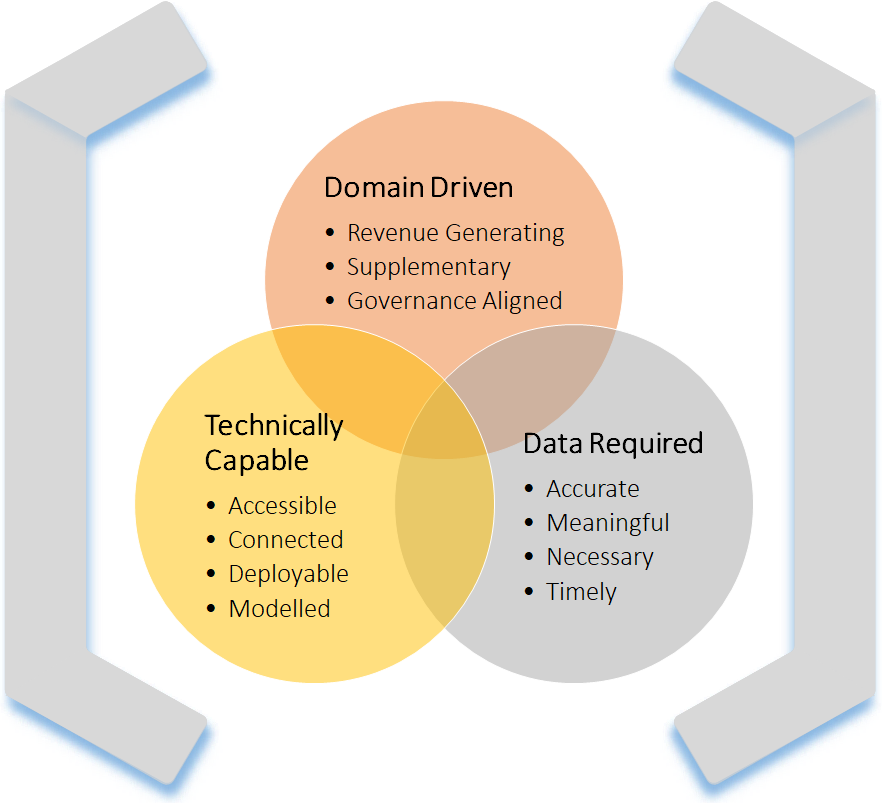 Domain Driven
• Revenue Generating
• Supplementary
• Governance Aligned
Technically
Capable
• Accessible
• Connected
• Deployable
• Modelled
Data Required
• Accurate
• Meaningful
• Necessary
• Timely